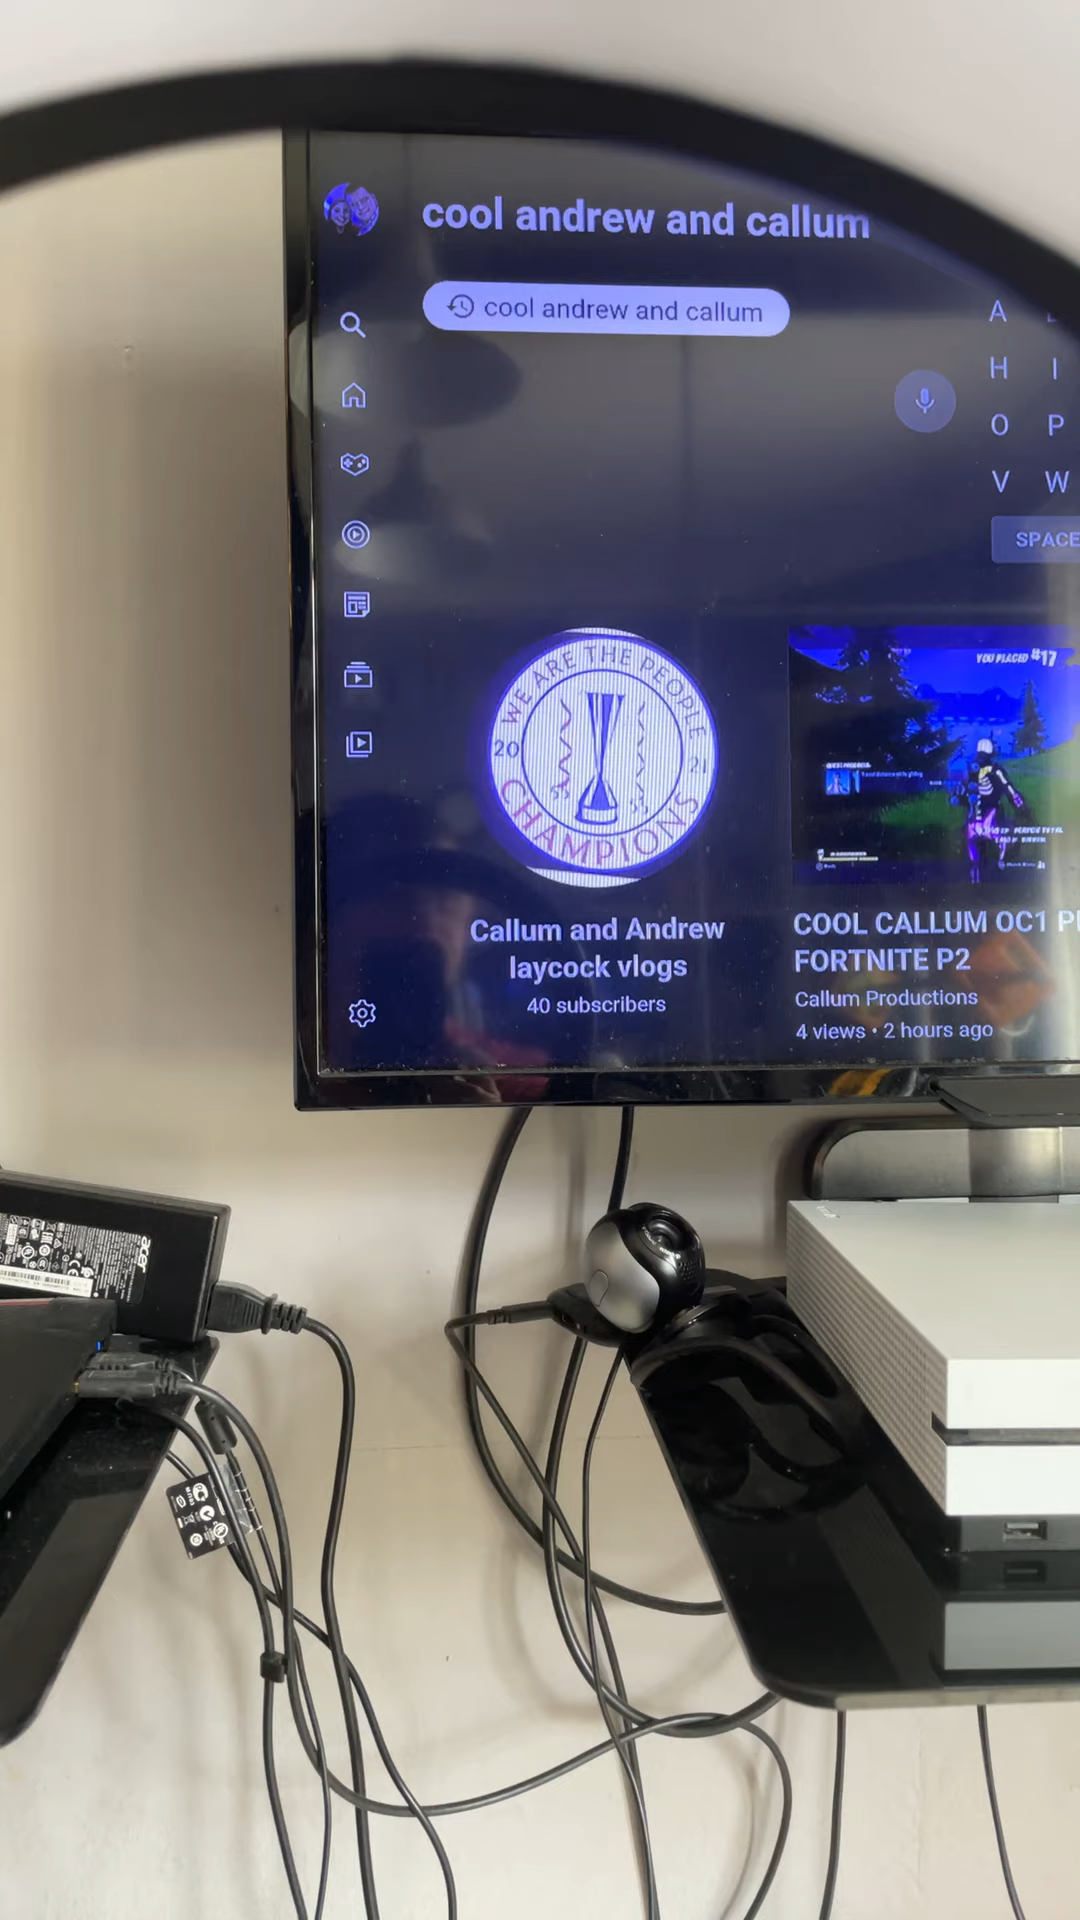 cool andrew and callum
cool andrew and callum
A
H I
O P
V W
SPACE
WE ARE THE PEOPLE
20 21
CHAMPIONS
YOU PLACED #17
Callum and Andrew
laycock vlogs
40 subscribers
COOL CALLUM OC1
FORTNITE P2
Callum Productions
4 views • 2 hours ago
acer